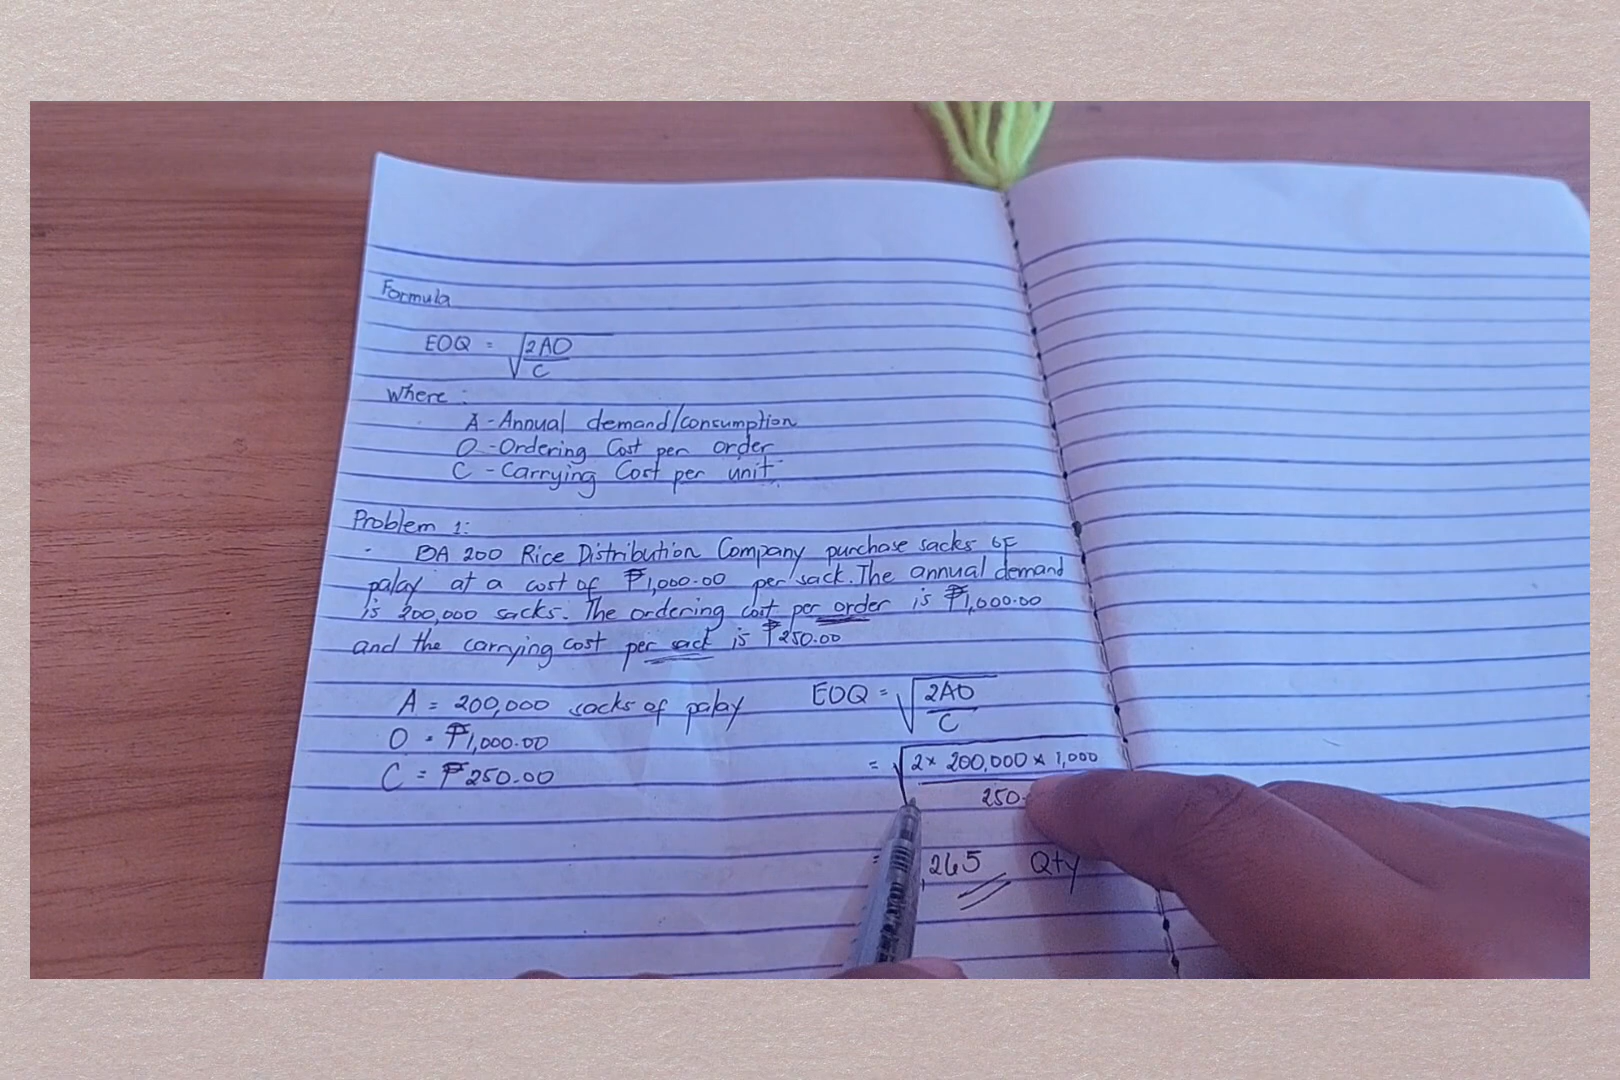 Formula
EOQ = √2AO
C
Where :
A - Annual demand/consumption
O - Ordering Cost per order
C - Carrying Cost per unit
Problem 1:
BA 200 Rice Distribution Company purchase sacks of
palay at a cost of ₱1,000.00 per sack. The annual demand
is 200,000 sacks. The ordering cost per order is ₱1,000.00
and the carrying cost per sack is ₱250.00
A = 200,000 sacks of palay
O = ₱1,000.00
C = ₱250.00
EOQ = √2AO
C
= √2 x 200,000 x 1,000
250
= ,265 Qty